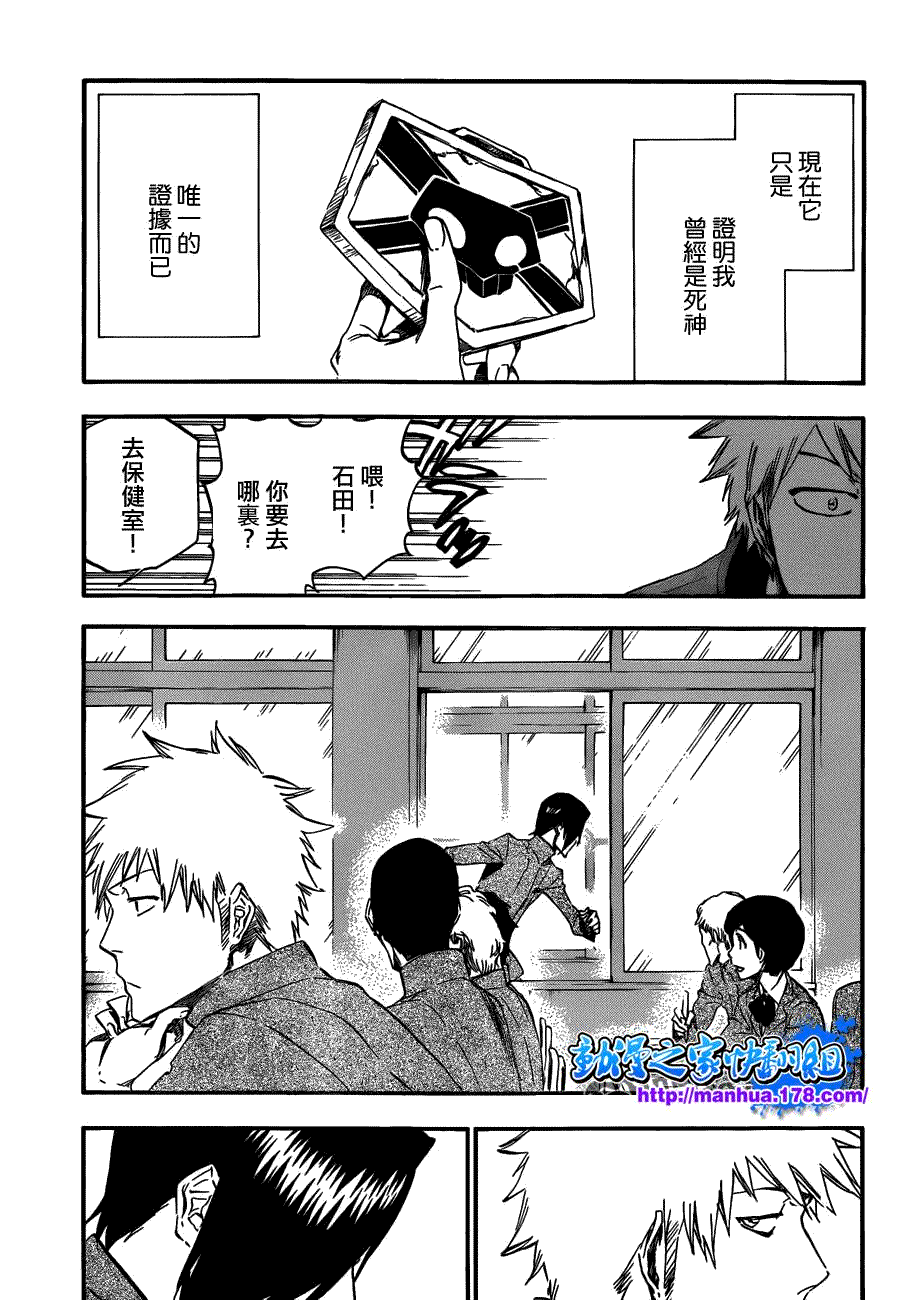 現在它
只是
證明我
曾經是死神
唯一的
證據而已
喂！
石田！
你要去
哪裏？
去保健室！
動漫之家快翻組
http://manhua.178.com/